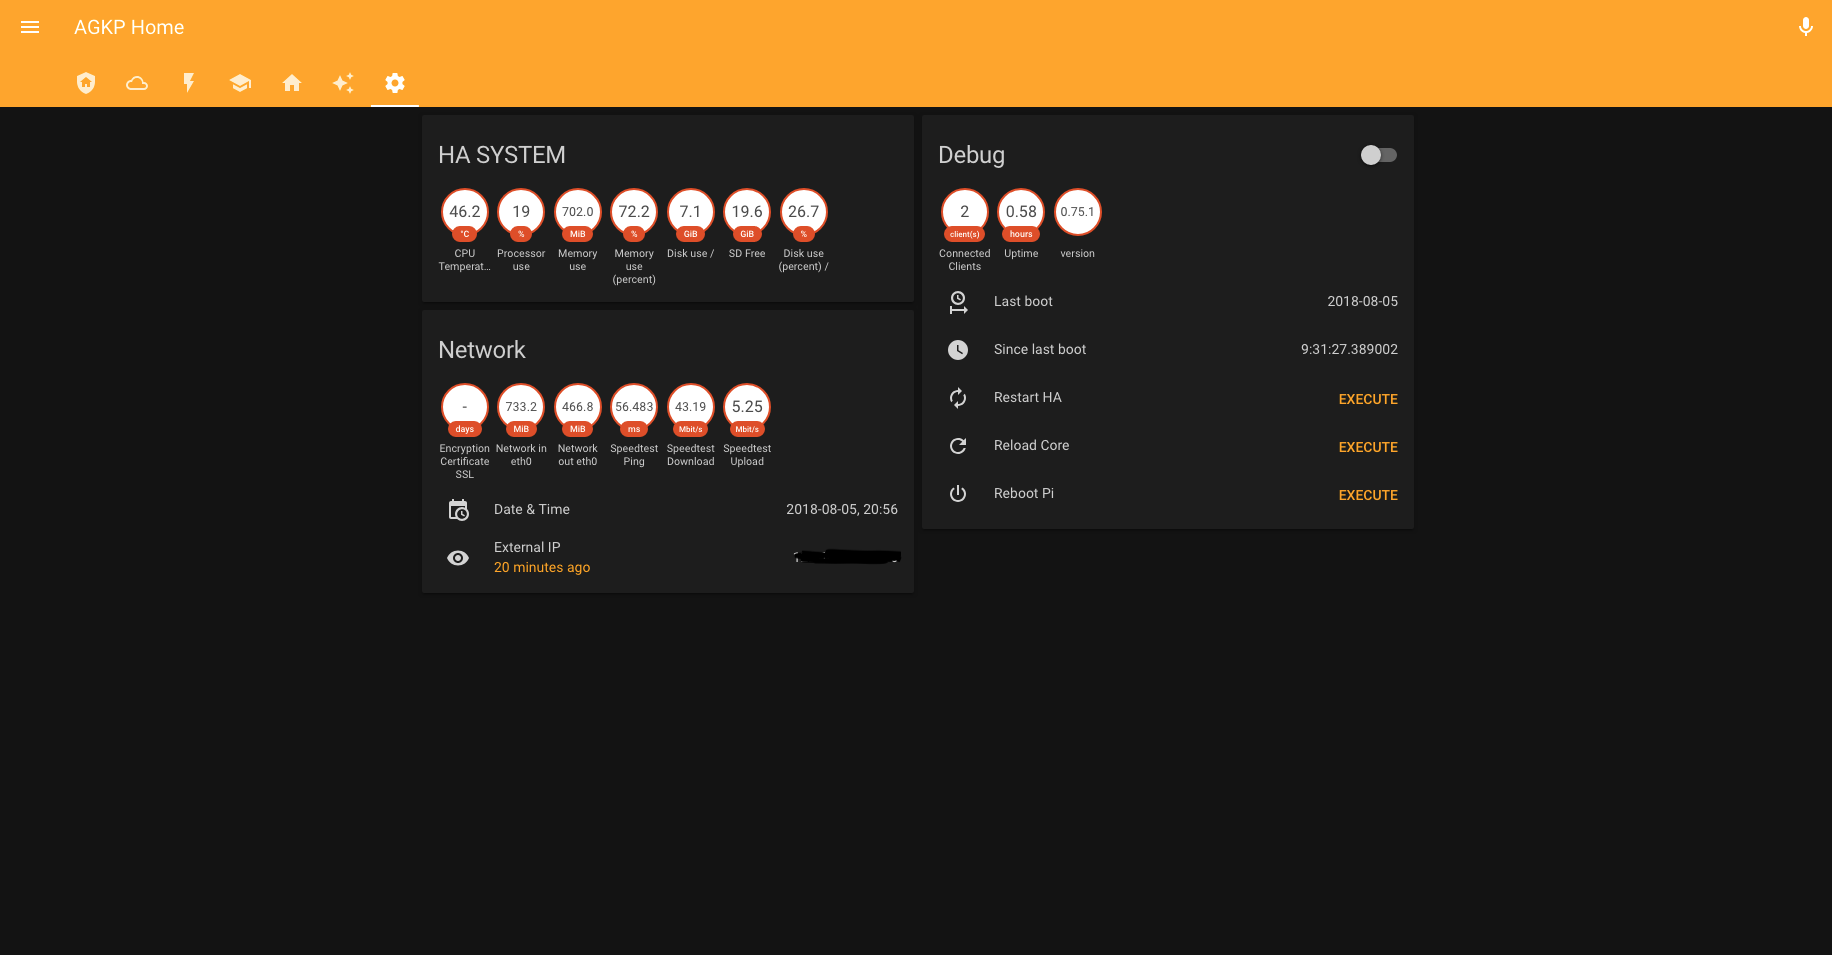 AGKP Home
HA SYSTEM
46.2 19 702.0 72.2 7.1 19.6 26.7
°C % MiB % GiB GiB %
CPU Processor Memory Memory Disk use / SD Free Disk use
Temperat... use use use (percent) /
(percent)
Network
- 733.2 466.8 56.483 43.19 5.25
days MiB MiB ms Mbit/s Mbit/s
Encryption Network in Network Speedtest Speedtest Speedtest
Certificate eth0 out eth0 Ping Download Upload
SSL
Date & Time 2018-08-05, 20:56
External IP
20 minutes ago
Debug
2 0.58 0.75.1
client(s) hours
Connected Uptime version
Clients
Last boot 2018-08-05
Since last boot 9:31:27.389002
Restart HA EXECUTE
Reload Core EXECUTE
Reboot Pi EXECUTE